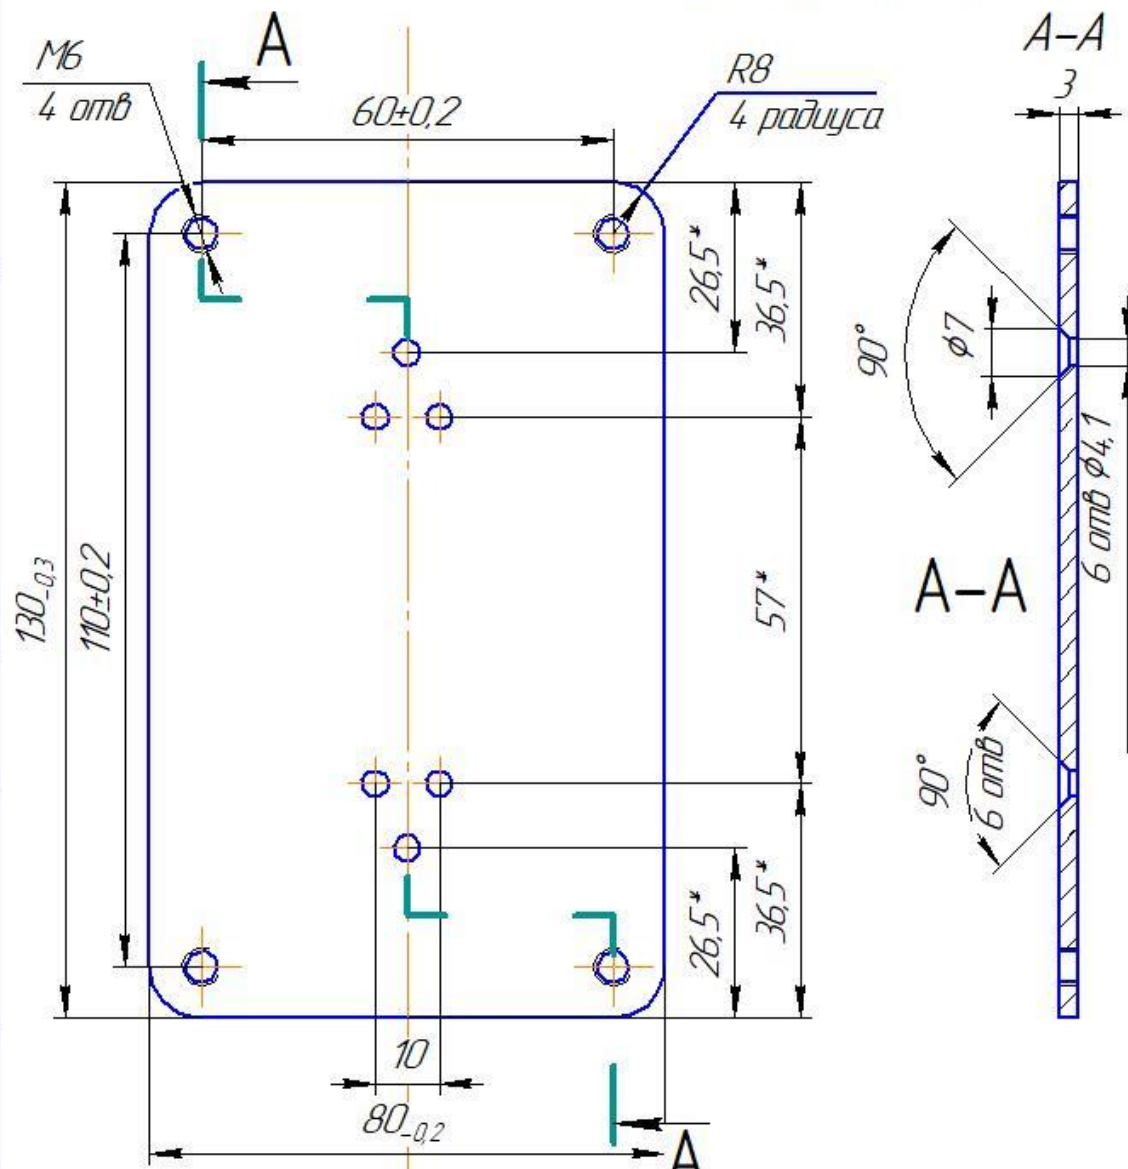 A
A-A
М6
4 отв
60±0,2
R8
4 радиуса
3
26,5*
36,5*
90°
Φ7
6 отв Φ4,1
130-0,3
110±0,2
57*
A-A
90°
6 отв
26,5*
36,5*
10
80-0,2
A